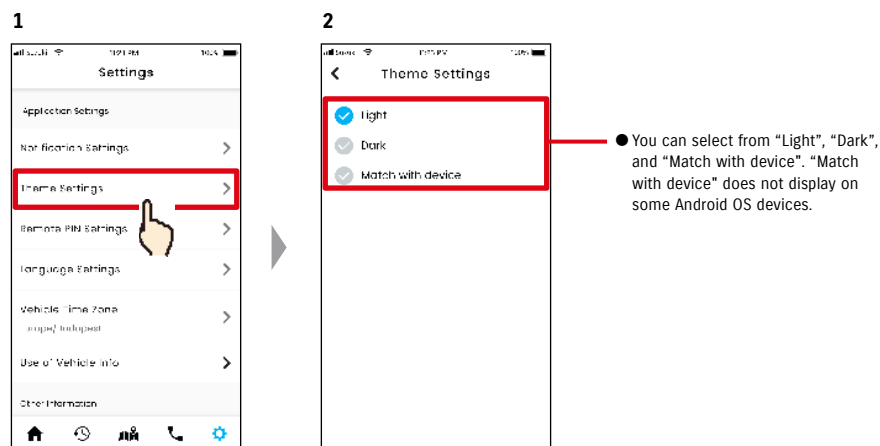 1
Settings
Application Settings
Notification Settings
Theme Settings
Remote PIN Settings
Language Settings
Vehicle Time Zone
Use of Vehicle Info
Other Information
2
Theme Settings
Light
Dark
Match with device
● You can select from “Light”, “Dark”,
and “Match with device”. “Match
with device” does not display on
some Android OS devices.